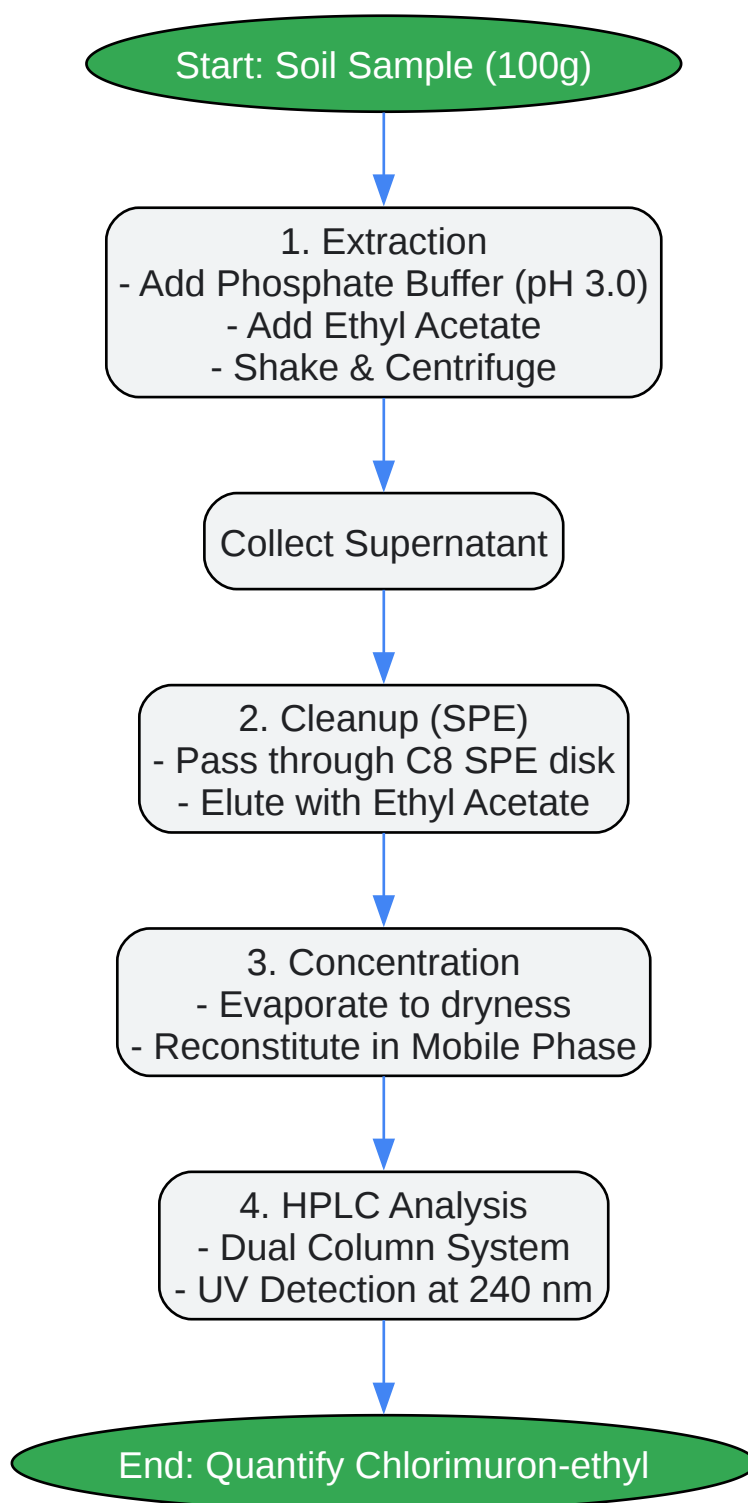 Start: Soil Sample (100g)
1. Extraction
- Add Phosphate Buffer (pH 3.0)
- Add Ethyl Acetate
- Shake & Centrifuge
Collect Supernatant
2. Cleanup (SPE)
- Pass through C8 SPE disk
- Elute with Ethyl Acetate
3. Concentration
- Evaporate to dryness
- Reconstitute in Mobile Phase
4. HPLC Analysis
- Dual Column System
- UV Detection at 240 nm
End: Quantify Chlorimuron-ethyl